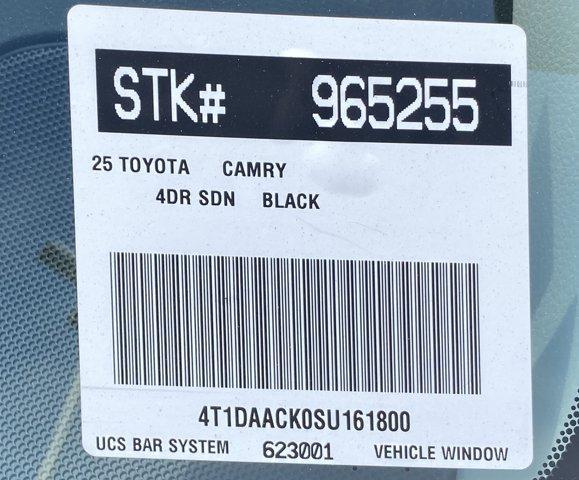 STK# 965255
25 TOYOTA CAMRY
4DR SDN BLACK
4T1DAACK0SU161800
UCS BAR SYSTEM 623001 VEHICLE WINDOW